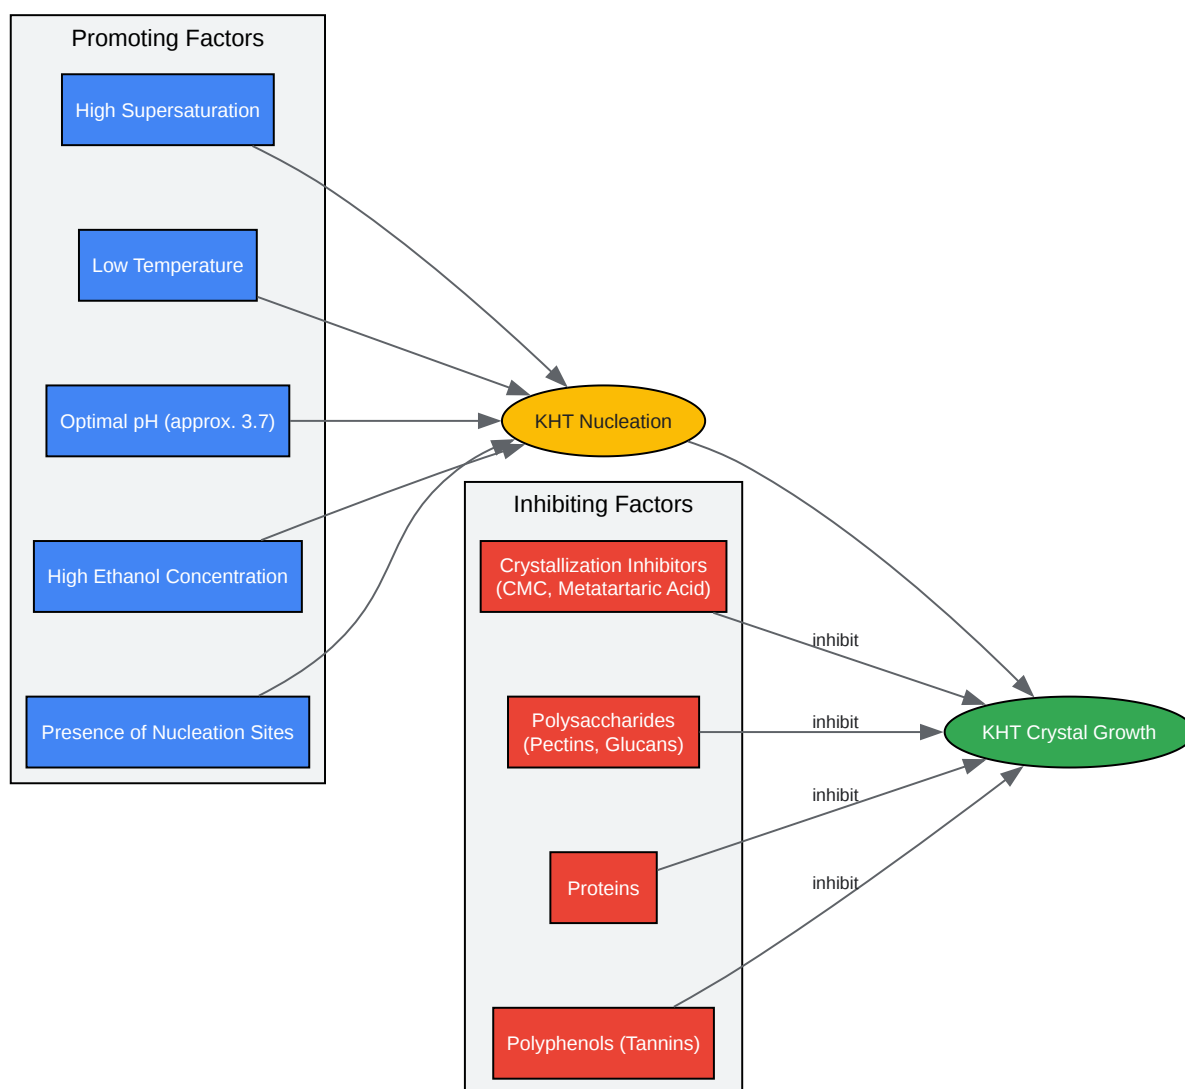 Promoting Factors
High Supersaturation
Low Temperature
Optimal pH (approx. 3.7)
High Ethanol Concentration
Presence of Nucleation Sites
KHT Nucleation
Inhibiting Factors
Crystallization Inhibitors
(CMC, Metatartaric Acid)
Polysaccharides
(Pectins, Glucans)
Proteins
Polyphenols (Tannins)
inhibit
inhibit
inhibit
inhibit
KHT Crystal Growth